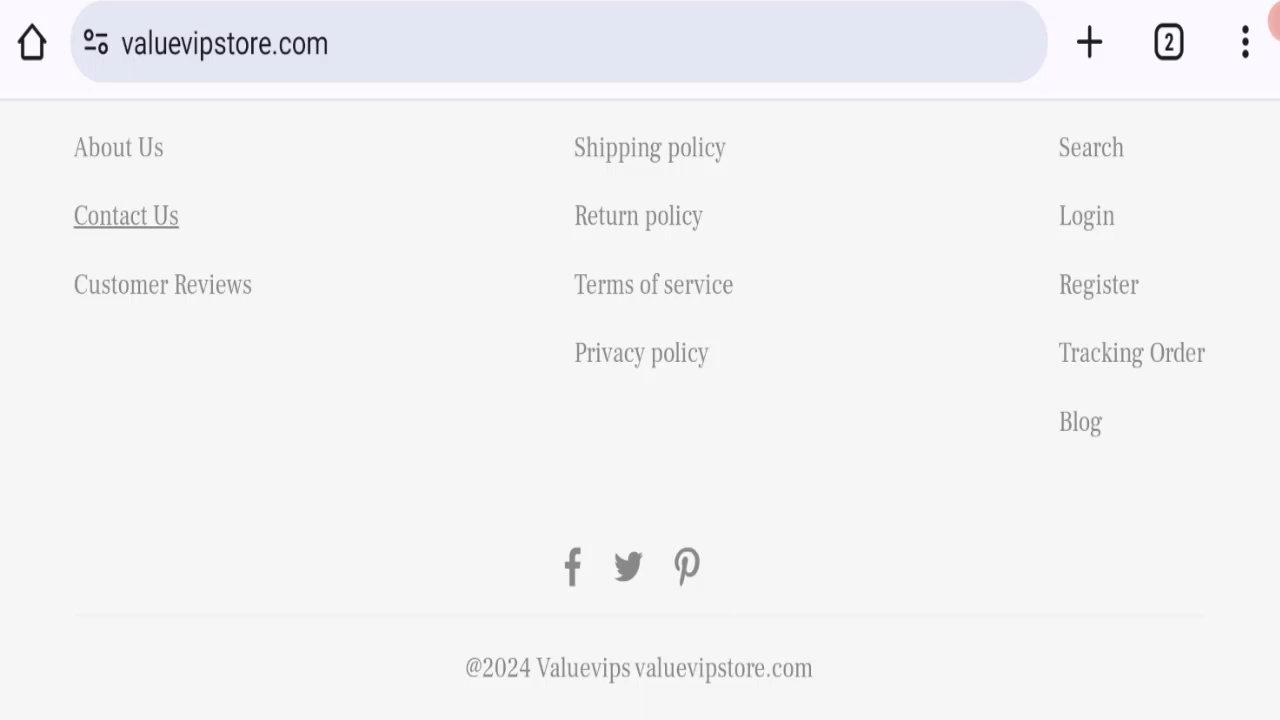 valuevipstore.com
2
About Us
Shipping policy
Search
Contact Us
Return policy
Login
Customer Reviews
Terms of service
Register
Privacy policy
Tracking Order
Blog
@2024 Valuevips valuevipstore.com